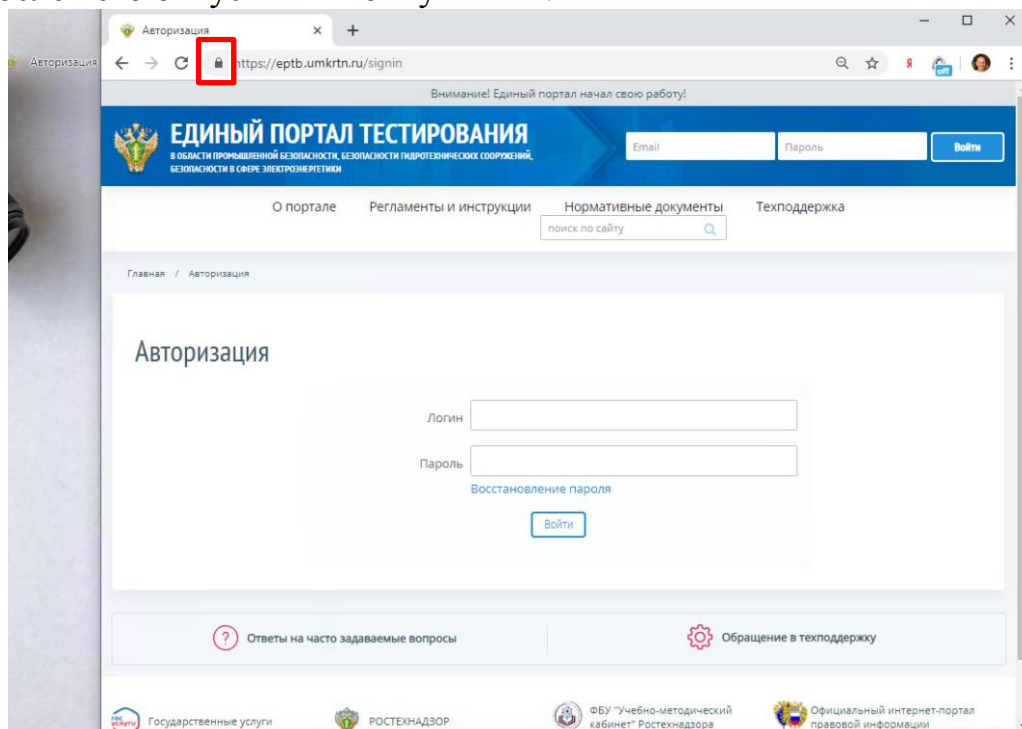 Авторизация
Авторизация
https://eptb.umkrtn.ru/signin
Я
off
Внимание! Единый портал начал свою работу!
ЕДИНЫЙ ПОРТАЛ ТЕСТИРОВАНИЯ
В ОБЛАСТИ ПРОМЫШЛЕННОЙ БЕЗОПАСНОСТИ, БЕЗОПАСНОСТИ ГИДРОТЕХНИЧЕСКИХ СООРУЖЕНИЙ,
БЕЗОПАСНОСТИ В СФЕРЕ ЭЛЕКТРОЭНЕРГЕТИКИ
Email
Пароль
Войти
О портале Регламенты и инструкции Нормативные документы Техподдержка
поиск по сайту
Главная / Авторизация
Авторизация
Логин
Пароль
Восстановление пароля
Войти
? Ответы на часто задаваемые вопросы
Обращение в техподдержку
гос услуги
Государственные услуги
РОСТЕХНАДЗОР
ФБУ "Учебно-методический
кабинет" Ростехнадзора
Официальный интернет-портал
правовой информации